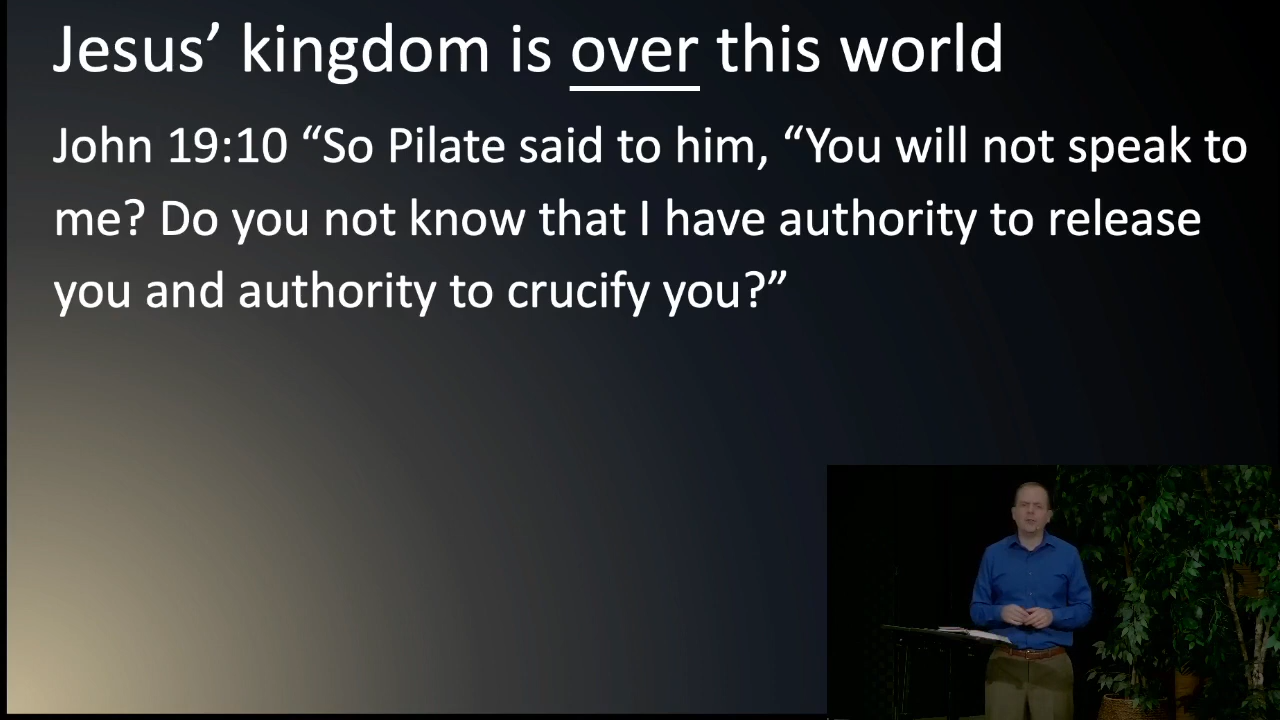 Jesus’ kingdom is over this world
John 19:10 “So Pilate said to him, “You will not speak to
me? Do you not know that I have authority to release
you and authority to crucify you?”